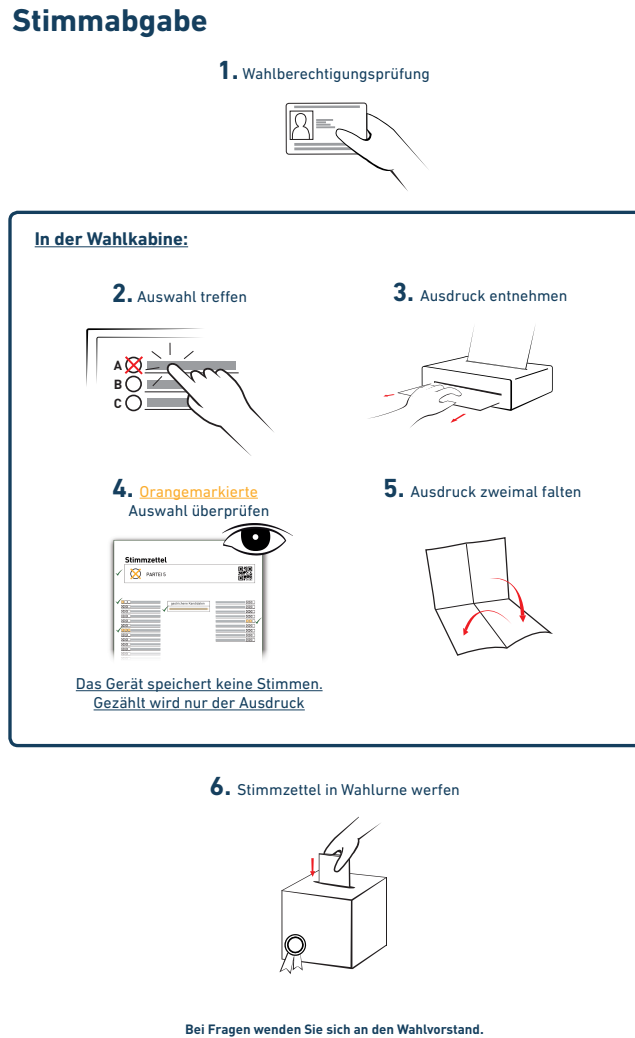 Stimmabgabe
1. Wahlberechtigungsprüfung
In der Wahlkabine:
2. Auswahl treffen
A
B
C
3. Ausdruck entnehmen
4. Orangemarkierte
Auswahl überprüfen
Stimmzettel
PARTEI 5
5. Ausdruck zweimal falten
Das Gerät speichert keine Stimmen.
Gezählt wird nur der Ausdruck
6. Stimmzettel in Wahlurne werfen
Bei Fragen wenden Sie sich an den Wahlvorstand.